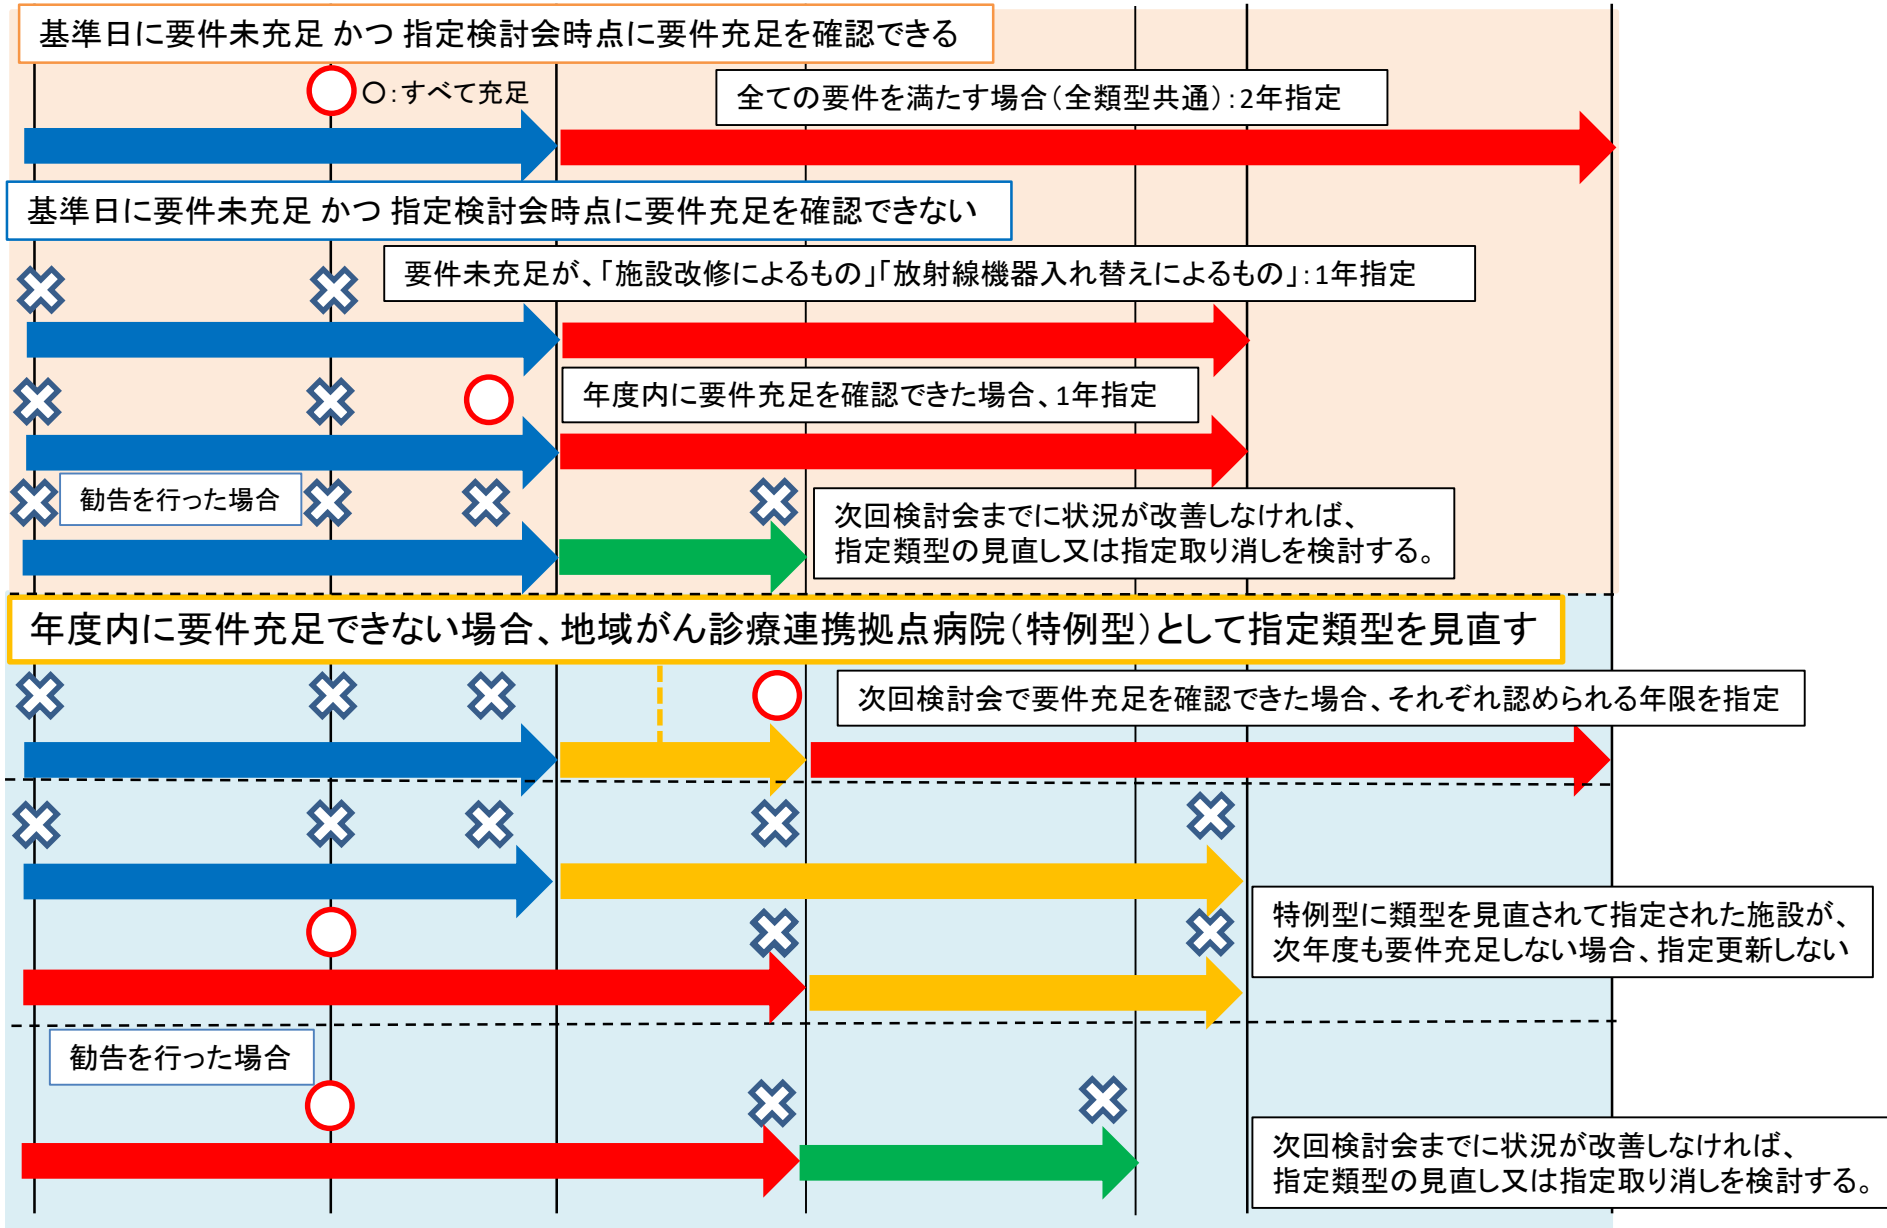 基準日に要件未充足 かつ 指定検討会時点に要件充足を確認できる
○：すべて充足
全ての要件を満たす場合（全類型共通）：2年指定
基準日に要件未充足 かつ 指定検討会時点に要件充足を確認できない
要件未充足が、「施設改修によるもの」「放射線機器入れ替えによるもの」：1年指定
年度内に要件充足を確認できた場合、1年指定
勧告を行った場合
次回検討会までに状況が改善しなければ、
指定類型の見直し又は指定取り消しを検討する。
年度内に要件充足できない場合、地域がん診療連携拠点病院（特例型）として指定類型を見直す
次回検討会で要件充足を確認できた場合、それぞれ認められる年限を指定
特例型に類型を見直されて指定された施設が、
次年度も要件充足しない場合、指定更新しない
勧告を行った場合
次回検討会までに状況が改善しなければ、
指定類型の見直し又は指定取り消しを検討する。